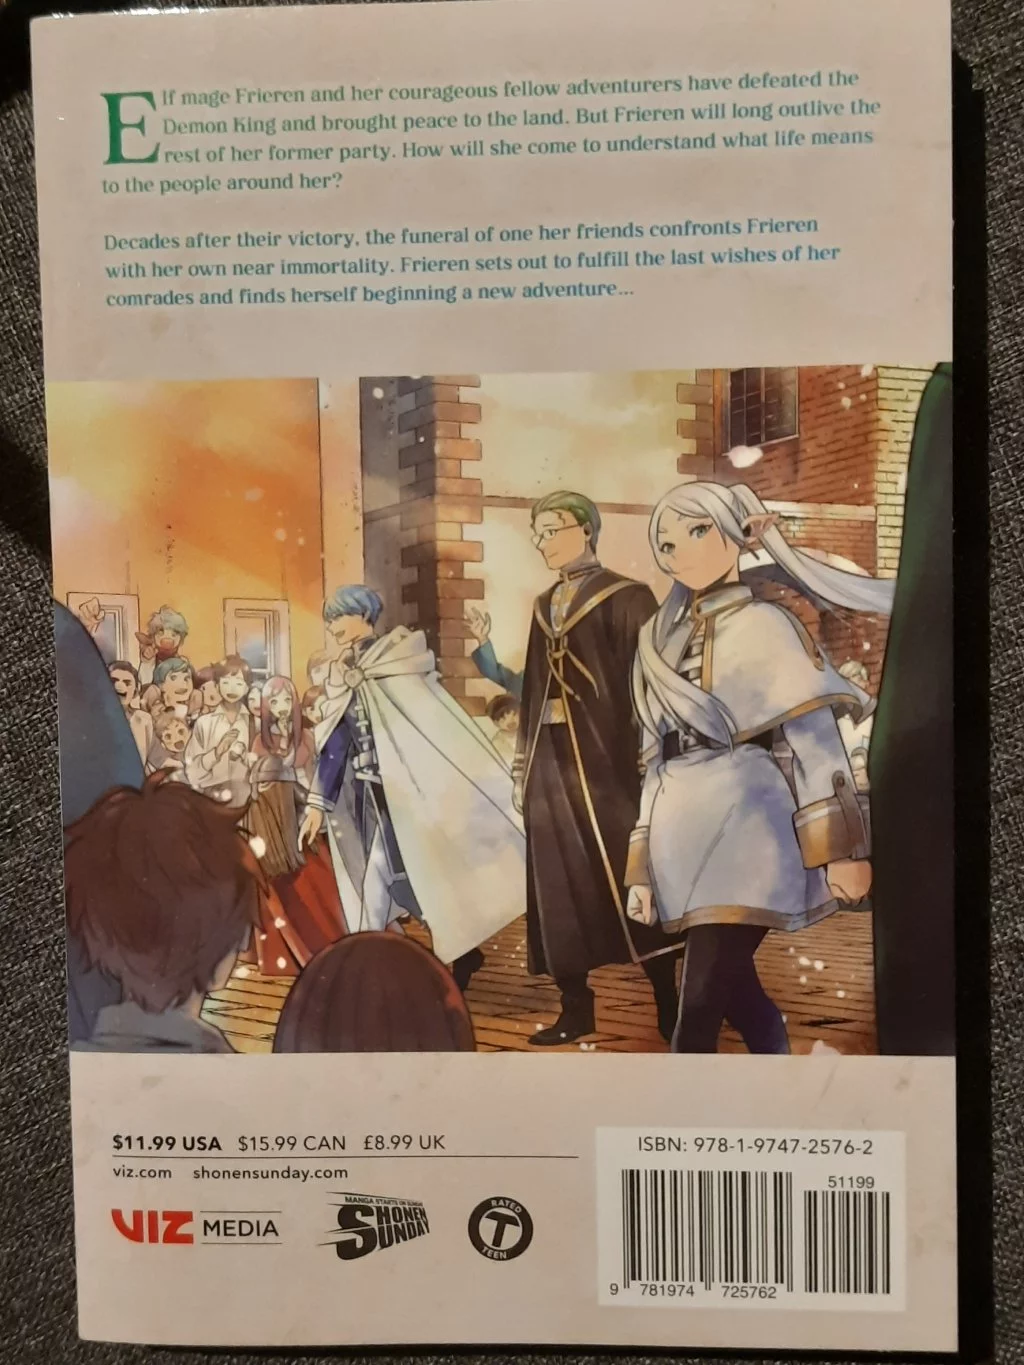 Elf mage Frieren and her courageous fellow adventurers have defeated the
Demon King and brought peace to the land. But Frieren will long outlive the
rest of her former party. How will she come to understand what life means
to the people around her?
Decades after their victory, the funeral of one her friends confronts Frieren
with her own near immortality. Frieren sets out to fulfill the last wishes of her
comrades and finds herself beginning a new adventure...
$11.99 USA $15.99 CAN £8.99 UK
viz.com shonensunday.com
VIZ MEDIA
MANGA STARTS ON SUNDAY
SHONEN
SUNDAY
RATED
T
TEEN
ISBN: 978-1-9747-2576-2
51199
9 781974 725762